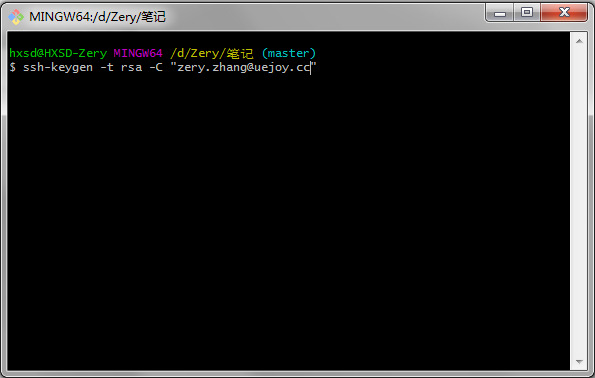 MINGW64:/d/Zery/笔记
hxsd@HXSD-Zery MINGW64 /d/Zery/笔记 (master)
$ ssh-keygen -t rsa -C "zery.zhang@uejoy.cc"